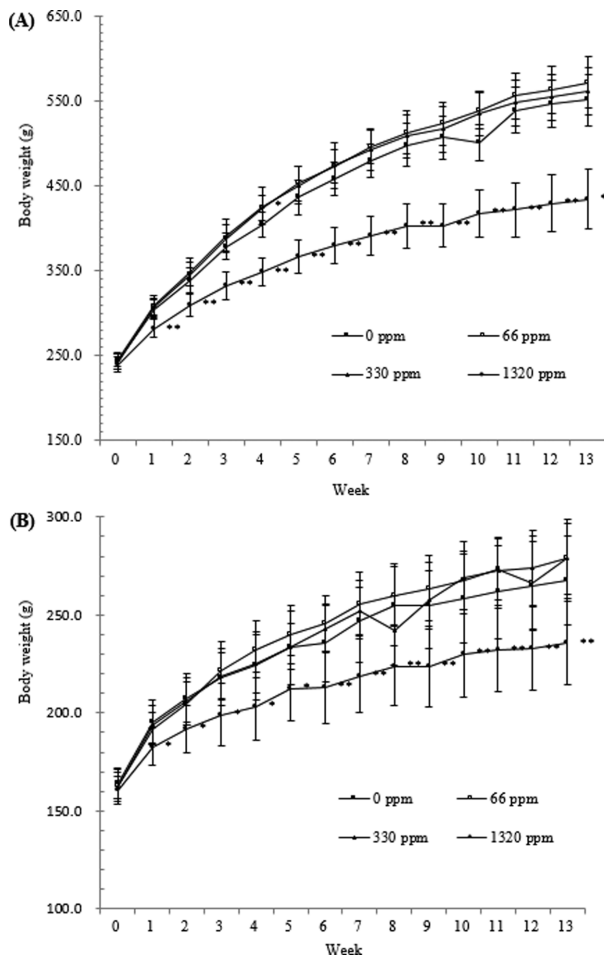 (A)
650.0
550.0
450.0
350.0
250.0
150.0
Body weight (g)
0 ppm
66 ppm
330 ppm
1320 ppm
0 1 2 3 4 5 6 7 8 9 10 11 12 13
Week
(B)
300.0
250.0
200.0
150.0
100.0
Body weight (g)
0 ppm
66 ppm
330 ppm
1320 ppm
0 1 2 3 4 5 6 7 8 9 10 11 12 13
Week